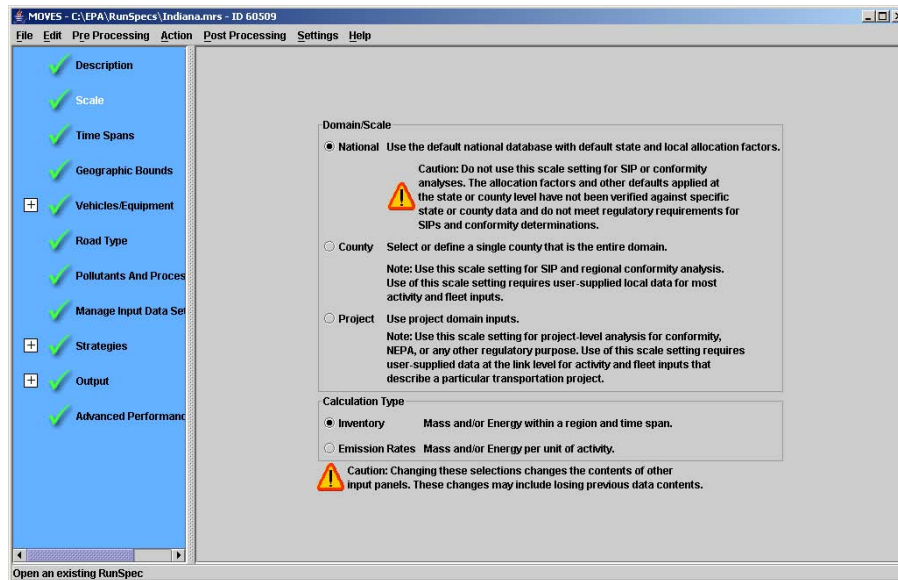 MOVES - C:\EPA\RunSpecs\Indiana.mrs - ID 60509
File Edit Pre Processing Action Post Processing Settings Help
Description
Scale
Time Spans
Geographic Bounds
Vehicles/Equipment
Road Type
Pollutants And Proces
Manage Input Data Set
Strategies
Output
Advanced Performanc
Domain/Scale
National Use the default national database with default state and local allocation factors.
Caution: Do not use this scale setting for SIP or conformity
analyses. The allocation factors and other defaults applied at
the state or county level have not been verified against specific
state or county data and do not meet regulatory requirements for
SIPs and conformity determinations.
County Select or define a single county that is the entire domain.
Note: Use this scale setting for SIP and regional conformity analysis.
Use of this scale setting requires user-supplied local data for most
activity and fleet inputs.
Project Use project domain inputs.
Note: Use this scale setting for project-level analysis for conformity,
NEPA, or any other regulatory purpose. Use of this scale setting requires
user-supplied data at the link level for activity and fleet inputs that
describe a particular transportation project.
Calculation Type
Inventory Mass and/or Energy within a region and time span.
Emission Rates Mass and/or Energy per unit of activity.
Caution: Changing these selections changes the contents of other
input panels. These changes may include losing previous data contents.
Open an existing RunSpec